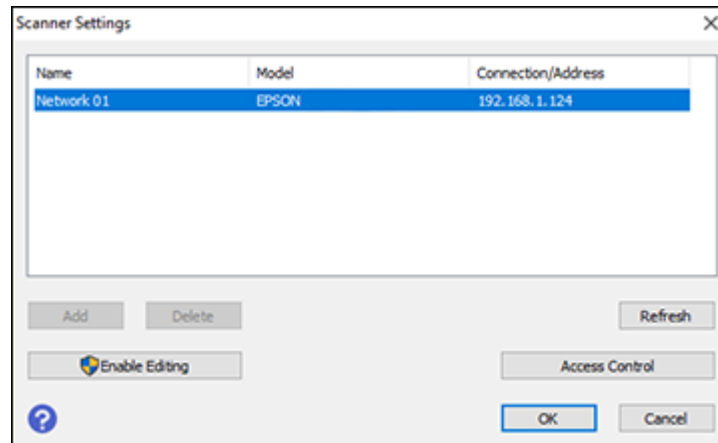 Scanner Settings
Name Model Connection/Address
Network 01 EPSON 192.168.1.124
Add Delete Refresh
Enable Editing Access Control
OK Cancel